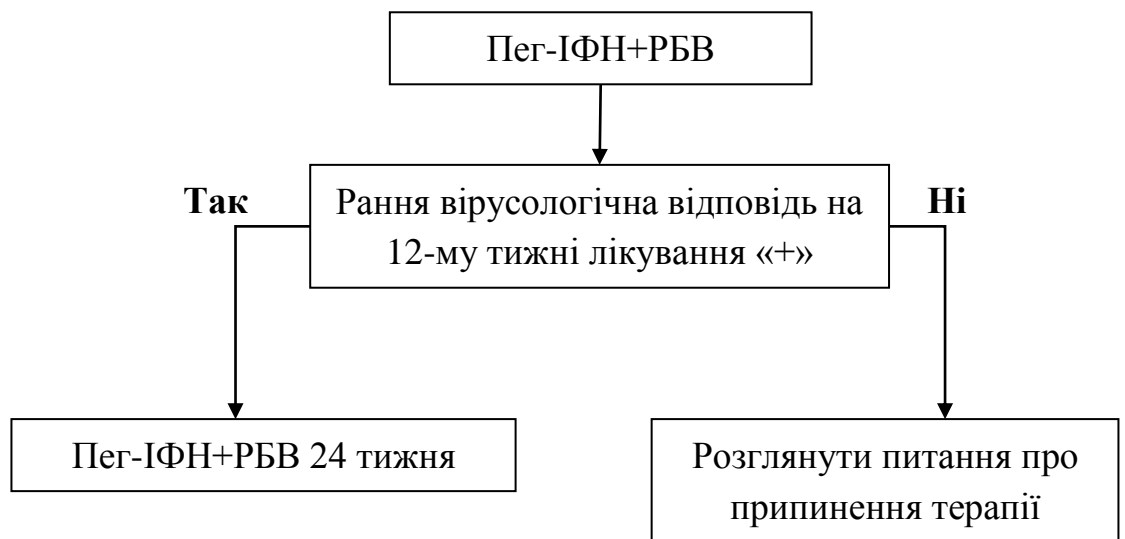 Пег-ІФН+РБВ
Так
Рання вірусологічна відповідь на
12-му тижні лікування «+»
Ні
Пег-ІФН+РБВ 24 тижня
Розглянути питання про
припинення терапії